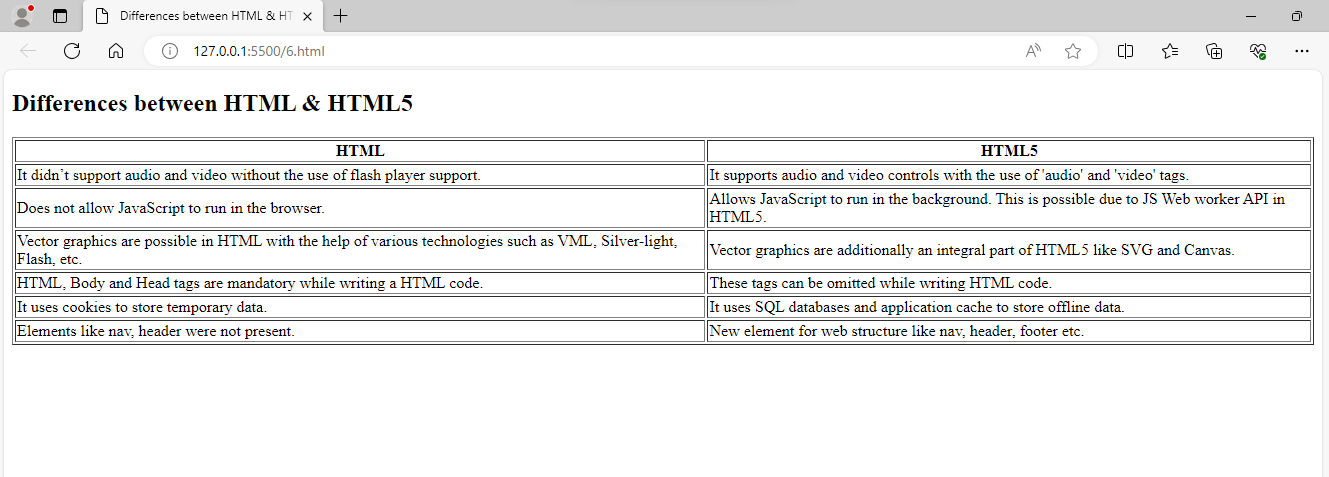 Differences between HTML & HT
127.0.0.1:5500/6.html
Differences between HTML & HTML5
HTML
HTML5
It didn’t support audio and video without the use of flash player support.
It supports audio and video controls with the use of 'audio' and 'video' tags.
Does not allow JavaScript to run in the browser.
Allows JavaScript to run in the background. This is possible due to JS Web worker API in
HTML5.
Vector graphics are possible in HTML with the help of various technologies such as VML, Silver-light,
Flash, etc.
Vector graphics are additionally an integral part of HTML5 like SVG and Canvas.
HTML, Body and Head tags are mandatory while writing a HTML code.
These tags can be omitted while writing HTML code.
It uses cookies to store temporary data.
It uses SQL databases and application cache to store offline data.
Elements like nav, header were not present.
New element for web structure like nav, header, footer etc.